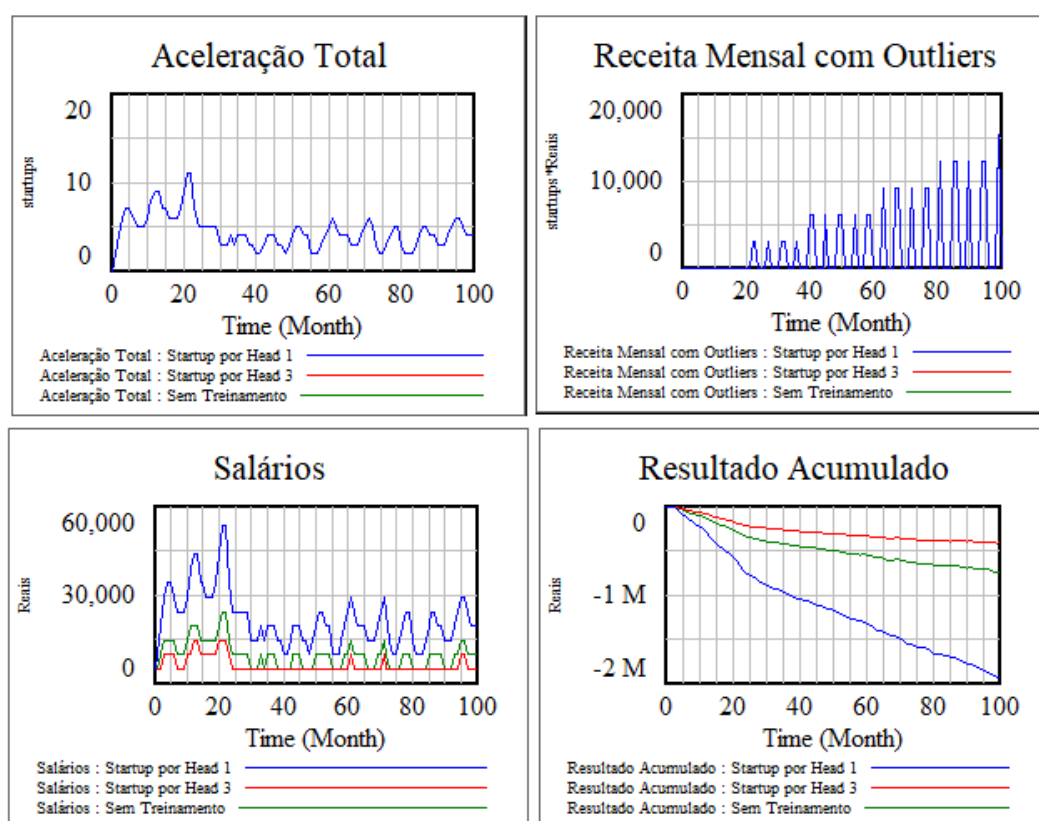 Aceleração Total
20
10
0
startups
0 20 40 60 80 100
Time (Month)
Aceleração Total : Startup por Head 1
Aceleração Total : Startup por Head 3
Aceleração Total : Sem Treinamento
Receita Mensal com Outliers
20,000
10,000
0
startups*Reais
0 20 40 60 80 100
Time (Month)
Receita Mensal com Outliers : Startup por Head 1
Receita Mensal com Outliers : Startup por Head 3
Receita Mensal com Outliers : Sem Treinamento
Salários
60,000
30,000
0
Reais
0 20 40 60 80 100
Time (Month)
Salários : Startup por Head 1
Salários : Startup por Head 3
Salários : Sem Treinamento
Resultado Acumulado
0
-1 M
-2 M
Reais
0 20 40 60 80 100
Time (Month)
Resultado Acumulado : Startup por Head 1
Resultado Acumulado : Startup por Head 3
Resultado Acumulado : Sem Treinamento